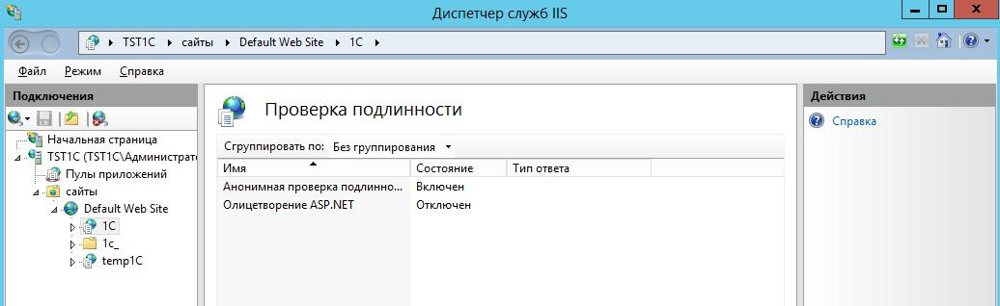 Диспетчер служб IIS
TST1C сайты Default Web Site 1C
Файл Режим Справка
Подключения
Начальная страница
TST1C (TST1C\Администрато
Пулы приложений
сайты
Default Web Site
1C
1c_
temp1C
Проверка подлинности
Сгруппировать по: Без группирования
Имя Состояние Тип ответа
Анонимная проверка подлинно... Включен
Олицетворение ASP.NET Отключен
Действия
Справка